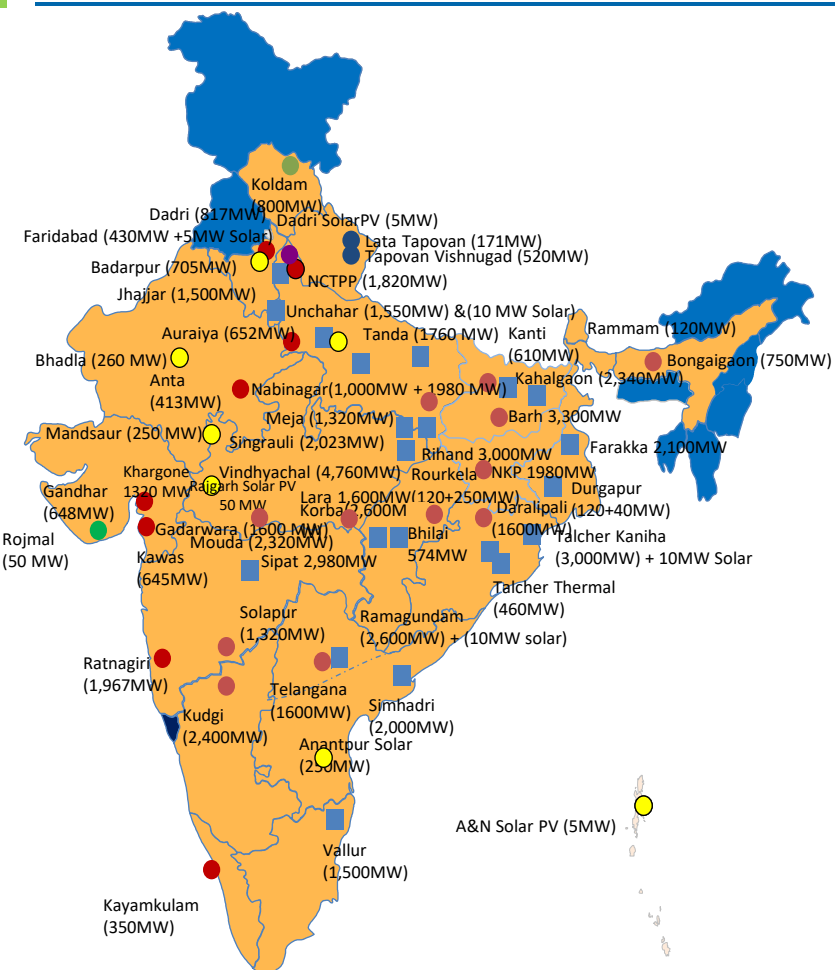 Koldam
(800MW)
Dadri (817MW)
Dadri SolarPV (5MW)
Faridabad (430MW +5MW Solar)
Lata Tapovan (171MW)
Tapovan Vishnugad (520MW)
Badarpur (705MW)
NCTPP (1,820MW)
Jhajjar (1,500MW)
Unchahar (1,550MW) &(10 MW Solar)
Auraiya (652MW)
Tanda (1760 MW)
Kanti
(610MW)
Rammam (120MW)
Bhadla (260 MW)
Bongaigaon (750MW)
Anta
(413MW)
Kahalgaon (2,340MW)
Nabinagar(1,000MW + 1980 MW)
Meja (1,320MW)
Barh 3,300MW
Mandsaur (250 MW)
Singrauli (2,023MW)
Farakka 2,100MW
Rihand 3,000MW
Khargone
1320 MW
Vindhyachal (4,760MW)
Rourkela
(120+250MW)
NKP 1980MW
Rajgarh Solar PV
50 MW
Gandhar
(648MW)
Lara 1,600MW
Durgapur
(120+40MW)
Korba(2,600M
W)
Daralipali
(1600MW)
Rojmal
(50 MW)
Gadarwara (1600 MW)
Mouda (2,320MW)
Bhilai
574MW
Talcher Kaniha
(3,000MW) + 10MW Solar
Kawas
(645MW)
Sipat 2,980MW
Talcher Thermal
(460MW)
Solapur
(1,320MW)
Ramagundam
(2,600MW) + (10MW solar)
Ratnagiri
(1,967MW)
Telangana
(1600MW)
Simhadri
(2,000MW)
Kudgi
(2,400MW)
Anantpur Solar
(250MW)
A&N Solar PV (5MW)
Vallur
(1,500MW)
Kayamkulam
(350MW)